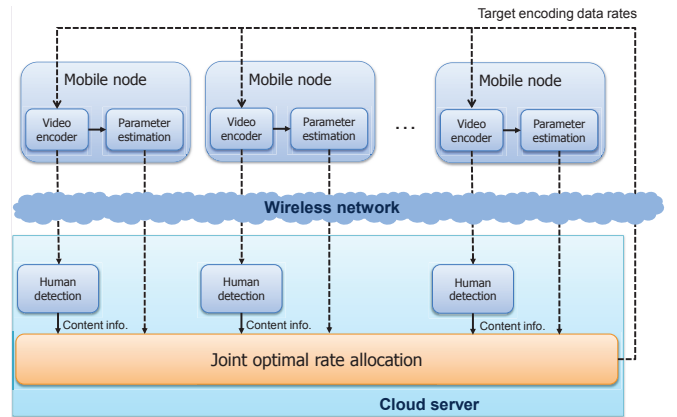 Target encoding data rates
Mobile node
Video
encoder
Parameter
estimation
Mobile node
Video
encoder
Parameter
estimation
...
Mobile node
Video
encoder
Parameter
estimation
Wireless network
Human
detection
Content info.
Human
detection
Content info.
Human
detection
Content info.
Joint optimal rate allocation
Cloud server